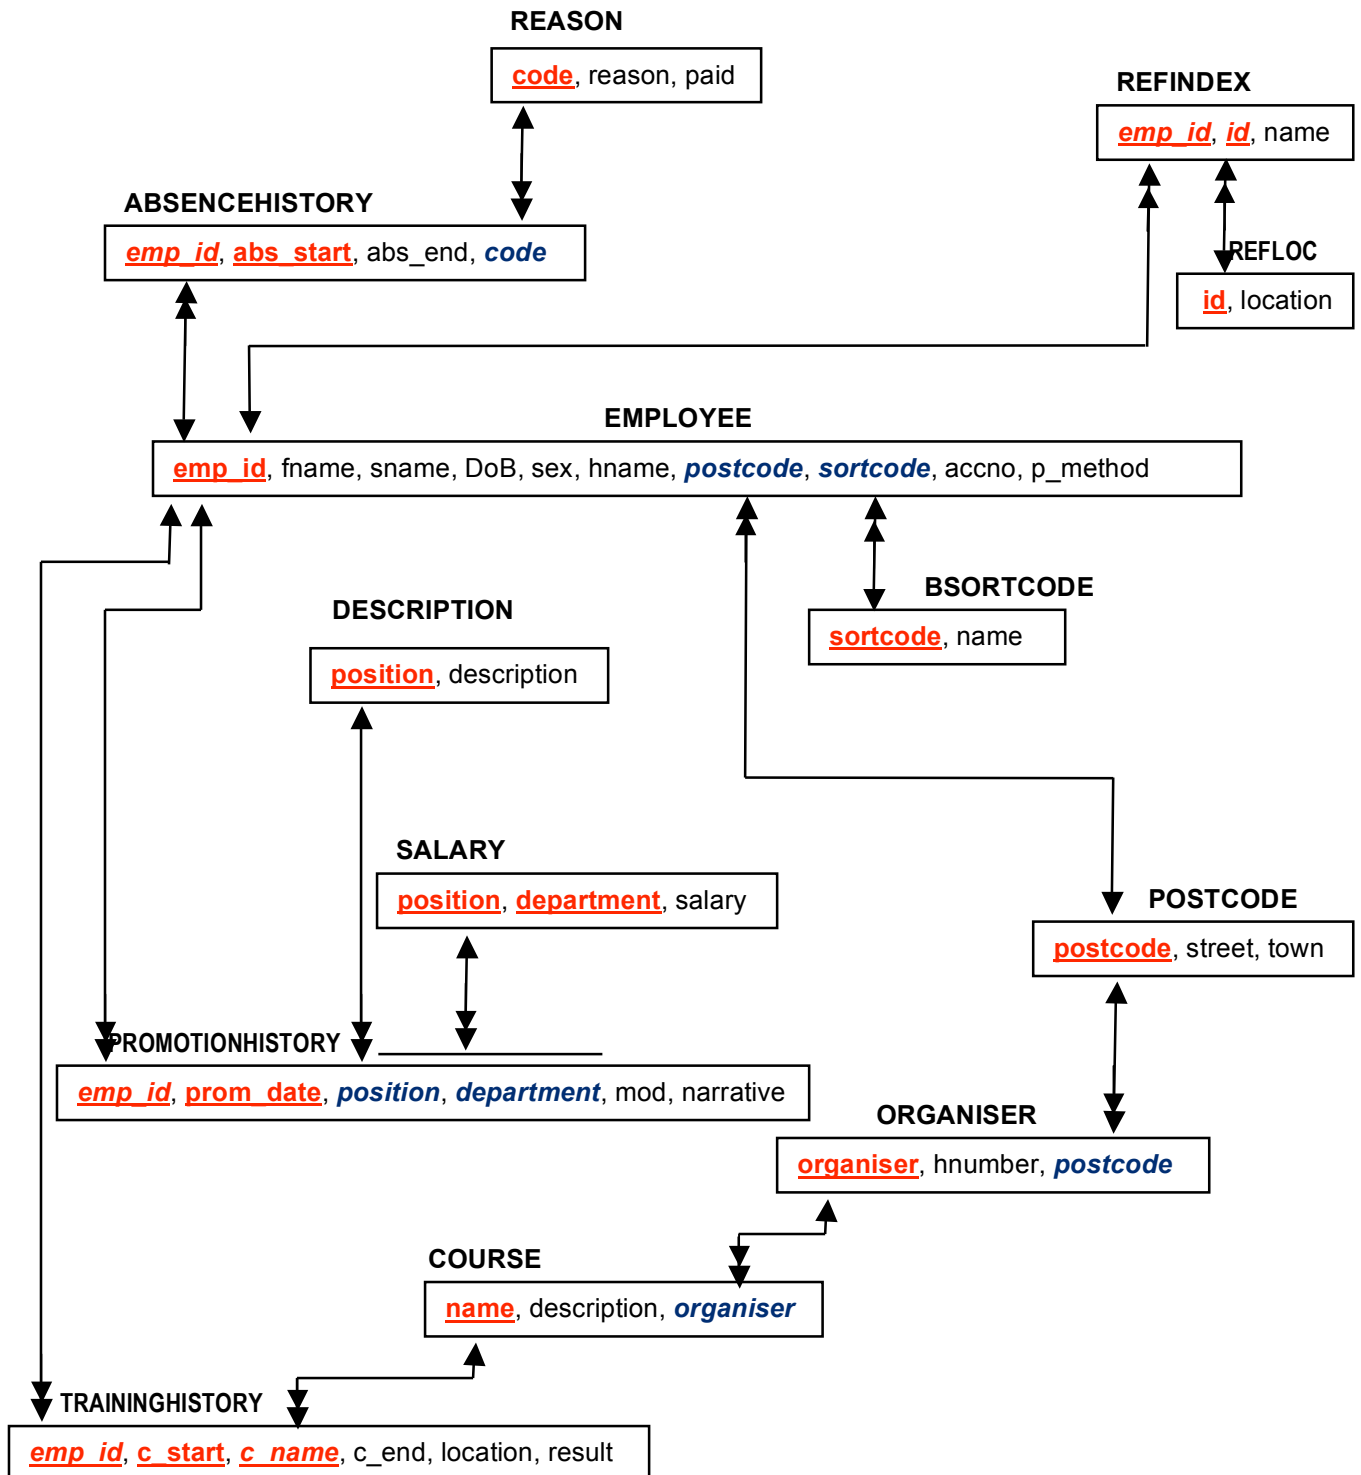 REASON
code, reason, paid
REFINDEX
emp_id, id, name
ABSENCEHISTORY
emp_id, abs_start, abs_end, code
REFLOC
id, location
EMPLOYEE
emp_id, fname, sname, DoB, sex, hname, postcode, sortcode, accno, p_method
BSORTCODE
sortcode, name
DESCRIPTION
position, description
SALARY
position, department, salary
POSTCODE
postcode, street, town
PROMOTIONHISTORY
emp_id, prom_date, position, department, mod, narrative
ORGANISER
organiser, hnumber, postcode
COURSE
name, description, organiser
TRAININGHISTORY
emp_id, c_start, c_name, c_end, location, result